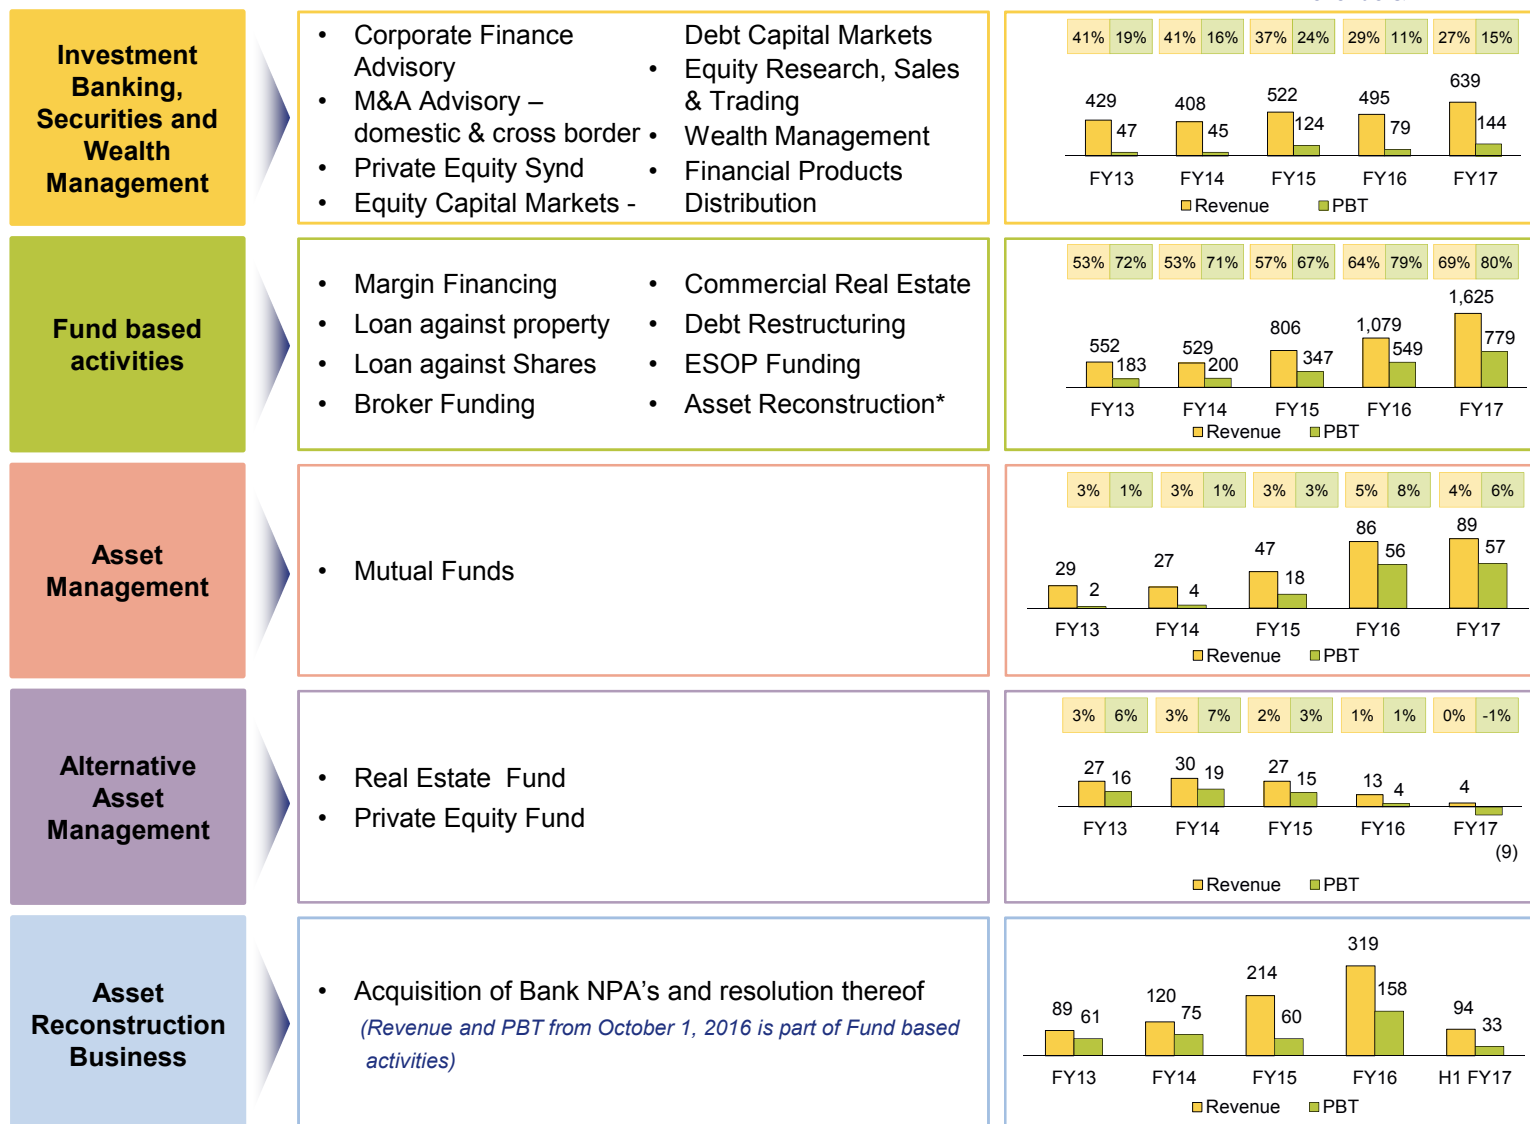 Investment
Banking,
Securities and
Wealth
Management
• Corporate Finance
Advisory
• M&A Advisory –
domestic & cross border
• Private Equity Synd
• Equity Capital Markets -
Debt Capital Markets
• Equity Research, Sales
& Trading
• Wealth Management
• Financial Products
Distribution
41% 19% 41% 16% 37% 24% 29% 11% 27% 15%
429 47 408 45 522 124 495 79 639 144
FY13 FY14 FY15 FY16 FY17
Revenue PBT
Fund based
activities
• Margin Financing
• Loan against property
• Loan against Shares
• Broker Funding
• Commercial Real Estate
• Debt Restructuring
• ESOP Funding
• Asset Reconstruction*
53% 72% 53% 71% 57% 67% 64% 79% 69% 80%
552 183 529 200 806 347 1,079 549 1,625 779
FY13 FY14 FY15 FY16 FY17
Revenue PBT
Asset
Management
• Mutual Funds
3% 1% 3% 1% 3% 3% 5% 8% 4% 6%
29 2 27 4 47 18 86 56 89 57
FY13 FY14 FY15 FY16 FY17
Revenue PBT
Alternative
Asset
Management
• Real Estate Fund
• Private Equity Fund
3% 6% 3% 7% 2% 3% 1% 1% 0% -1%
27 16 30 19 27 15 13 4 4
FY13 FY14 FY15 FY16 FY17
(9)
Revenue PBT
Asset
Reconstruction
Business
• Acquisition of Bank NPA's and resolution thereof
(Revenue and PBT from October 1, 2016 is part of Fund based
activities)
89 61 120 75 214 60 319 158 94 33
FY13 FY14 FY15 FY16 H1 FY17
Revenue PBT